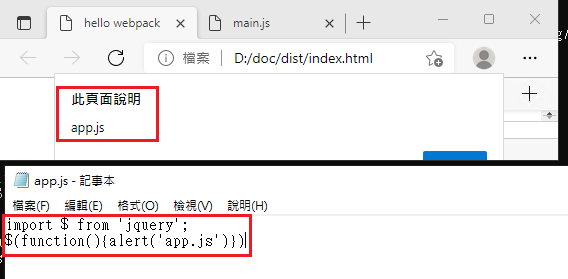 hello webpack
main.js
檔案
D:/doc/dist/index.html
此頁面說明
app.js
app.js - 記事本
檔案(F) 編輯(E) 格式(O) 檢視(V) 說明(H)
import $ from 'jquery';
$(function(){alert('app.js')})